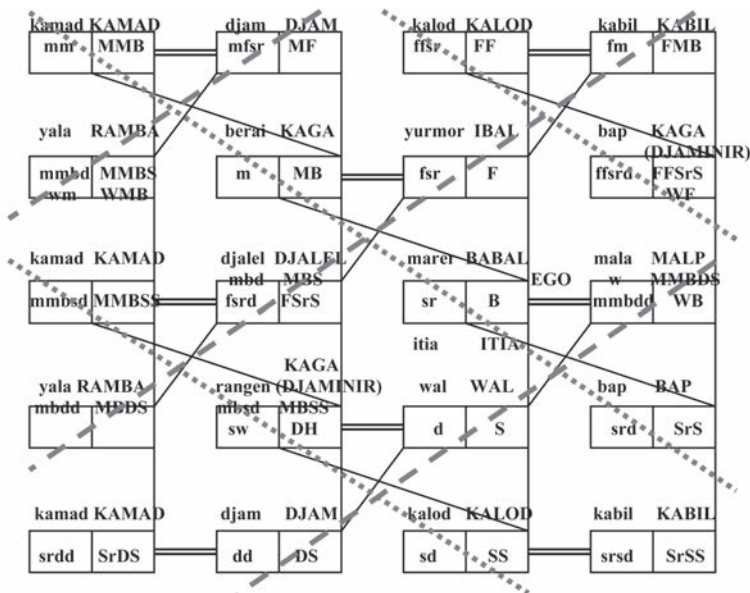 kamad KAMAD djam DJAM kalod KALOD kabil KABIL
mm MMB mfsr MF ffsr FF fm FMB
yala RAMBA berai KAGA yurmor IBAL bap KAGA
(DJAMINIR)
mmbd MMBS m MB fsr F ffsrd FFSrS
wm WMB WF
kamad KAMAD djalel DJALEL marer BABAL mala MALP
mbd MBS EGO w MMBDS
mmbsd MMBSS fsrd FSrS sr B mmbdd WB
itia ITIA
KAGA
yala RAMBA rangen (DJAMINIR) wal WAL bap BAP
mbdd MBDS mbsd MBSS
sw DH d S srd SrS
kamad KAMAD djam DJAM kalod KALOD kabil KABIL
srdd SrDS dd DS sd SS srsd SrSS